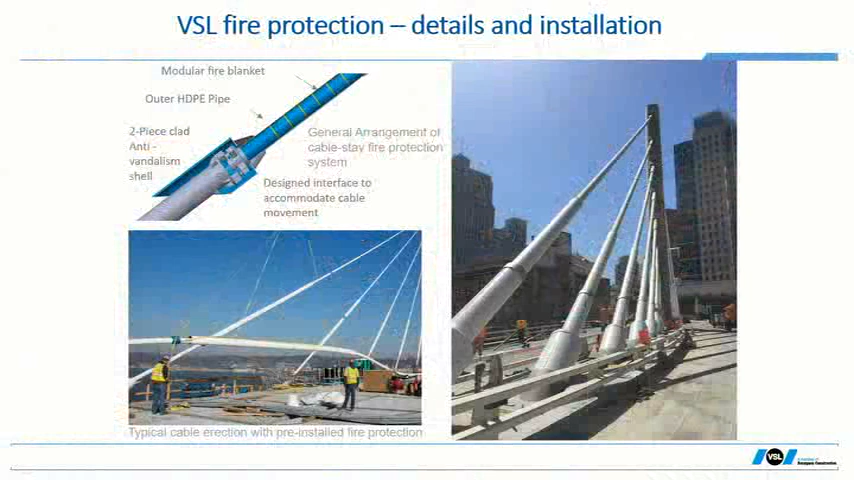 VSL fire protection – details and installation
Modular fire blanket
Outer HDPE Pipe
2-Piece clad
Anti -
vandalism
shell
General Arrangement of
cable-stay fire protection
system
Designed interface to
accommodate cable
movement
Typical cable erection with pre-installed fire protection
VSL